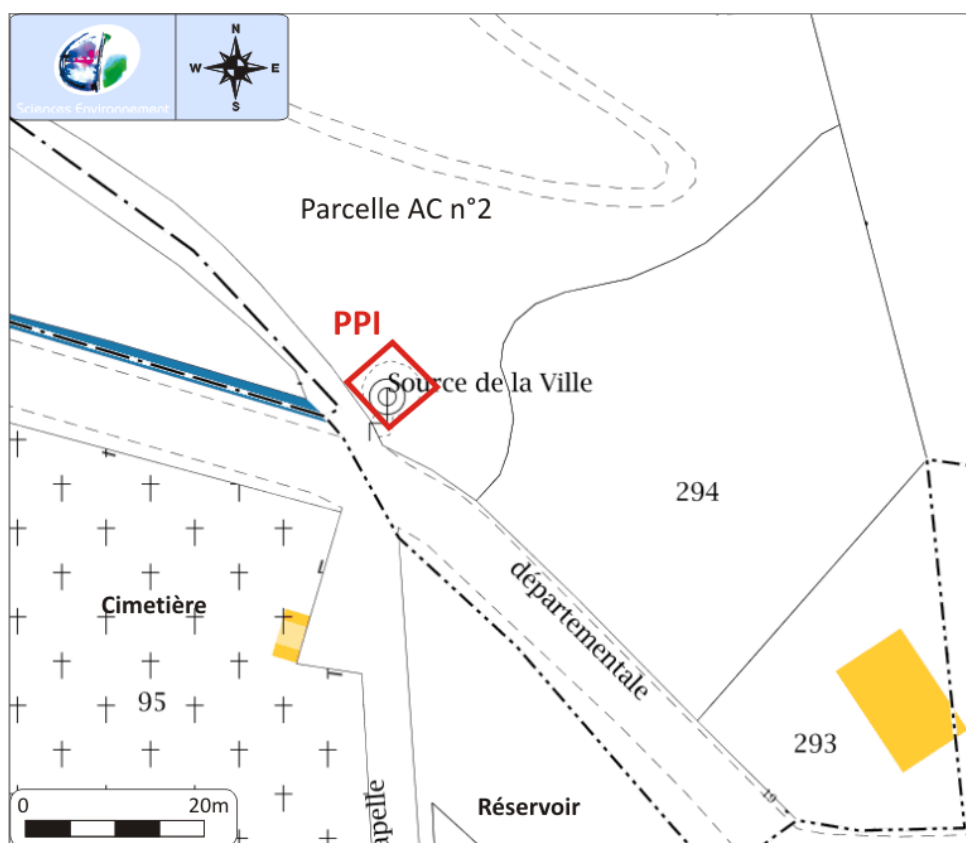 N
W E
S
Sciences Environnement
Parcelle AC n°2
PPI
Source de la Ville
294
départementale
Cimetière
95
293
19
Réservoir
apelle
0 20m